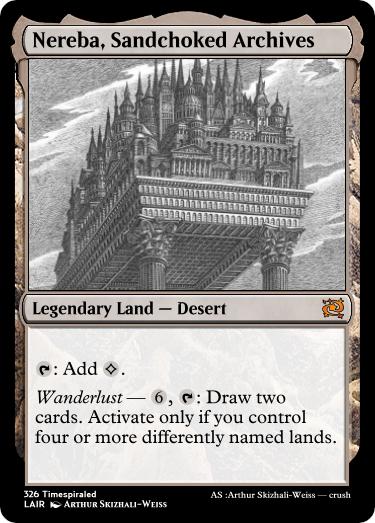 Nereba, Sandchoked Archives
Legendary Land — Desert
: Add .
Wanderlust — 6, : Draw two
cards. Activate only if you control
four or more differently named lands.
326 Timespiraled
LAIR Arthur Skizhali-Weiss
AS :Arthur Skizhali-Weiss — crush